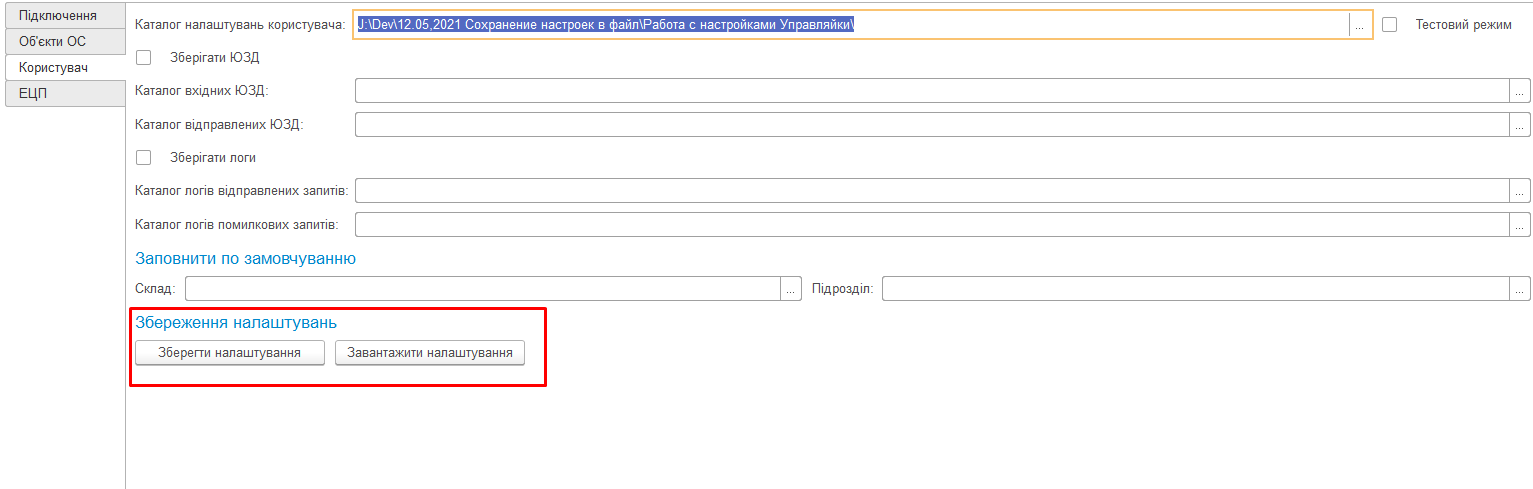 Підключення
Об'єкти ОС
Користувач
ЕЦП
Каталог налаштувань користувача: J:\Dev\12.05,2021 Сохранение настроек в файл\Работа с настройками Управляйки\ ... Тестовий режим
Зберігати ЮЗД
Каталог вхідних ЮЗД: ...
Каталог відправлених ЮЗД: ...
Зберігати логи
Каталог логів відправлених запитів: ...
Каталог логів помилкових запитів: ...
Заповнити по замовчуванню
Склад: ... Підрозділ: ...
Збереження налаштувань
Зберегти налаштування Завантажити налаштування